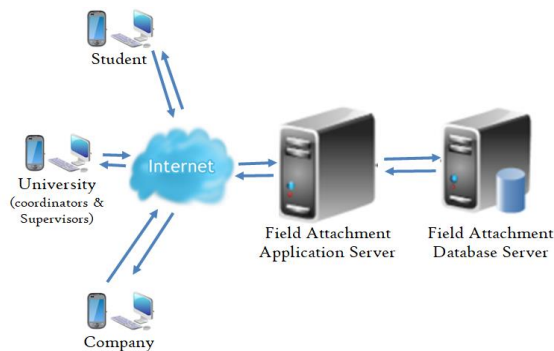 Student
Internet
University
(coordinators &
Supervisors)
Field Attachment
Application Server
Field Attachment
Database Server
Company